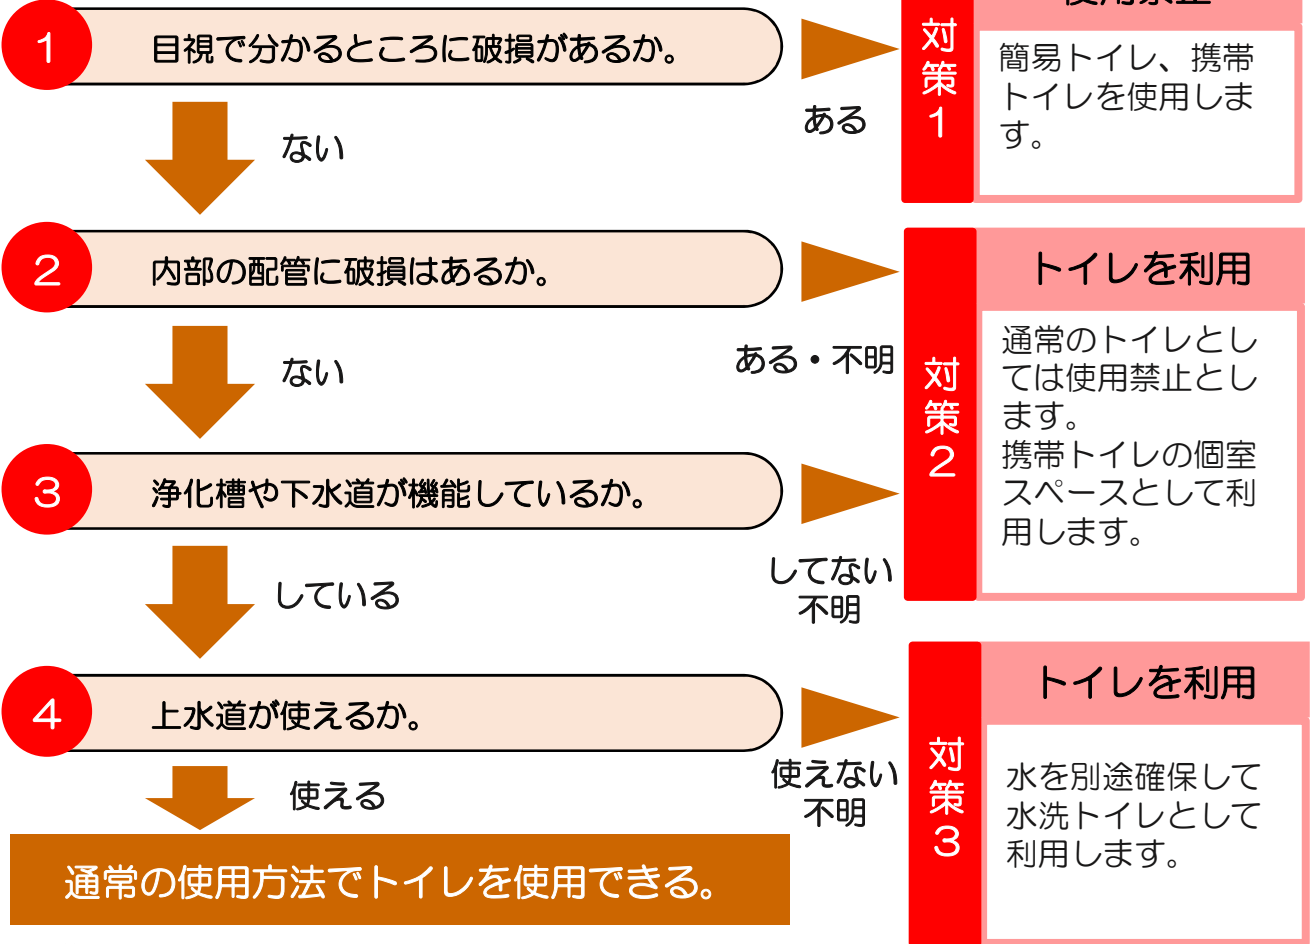 1
目視で分かるところに破損があるか。
ある
ない
対策1
使用禁止
簡易トイレ、携帯
トイレを使用しま
す。
2
内部の配管に破損はあるか。
ある・不明
ない
対策2
トイレを利用
通常のトイレとし
ては使用禁止とし
ます。
携帯トイレの個室
スペースとして利
用します。
3
浄化槽や下水道が機能しているか。
してない
不明
している
4
上水道が使えるか。
使えない
不明
使える
対策3
トイレを利用
水を別途確保して
水洗トイレとして
利用します。
通常の使用方法でトイレを使用できる。